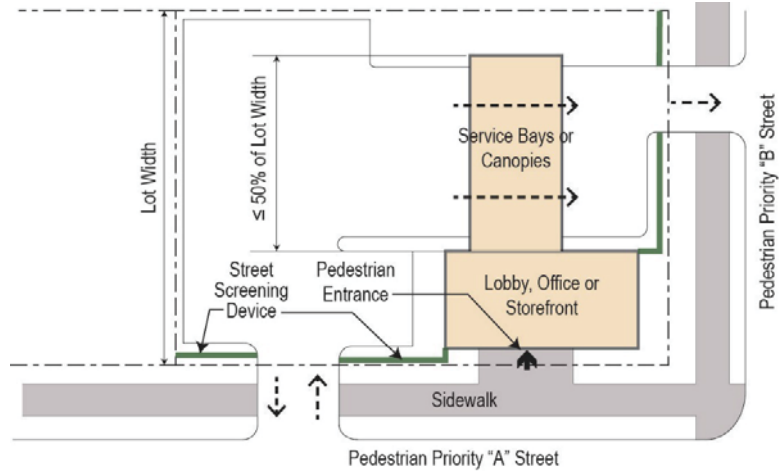 Lot Width
≤ 50% of Lot Width
Service Bays or
Canopies
Pedestrian Priority “B” Street
Street
Screening
Device
Pedestrian
Entrance
Lobby, Office or
Storefront
Sidewalk
Pedestrian Priority “A” Street